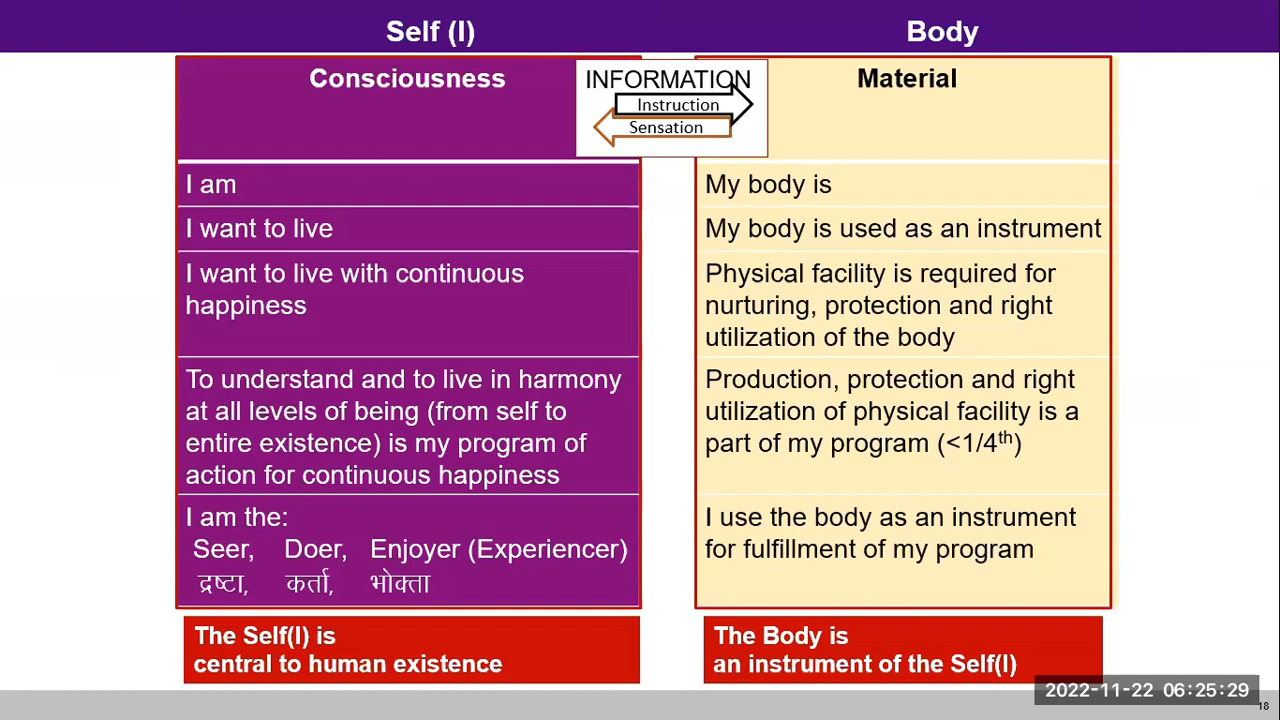 Self (I)
Body
Consciousness
INFORMATION
Instruction
Sensation
Material
I am
My body is
I want to live
My body is used as an instrument
I want to live with continuous
happiness
Physical facility is required for
nurturing, protection and right
utilization of the body
To understand and to live in harmony
at all levels of being (from self to
entire existence) is my program of
action for continuous happiness
Production, protection and right
utilization of physical facility is a
part of my program (<1/4th)
I am the:
Seer, Doer, Enjoyer (Experiencer)
द्रष्टा, कर्ता, भोक्ता
I use the body as an instrument
for fulfillment of my program
The Self(I) is
central to human existence
The Body is
an instrument of the Self(I)
2022-11-22 06:25:29
18